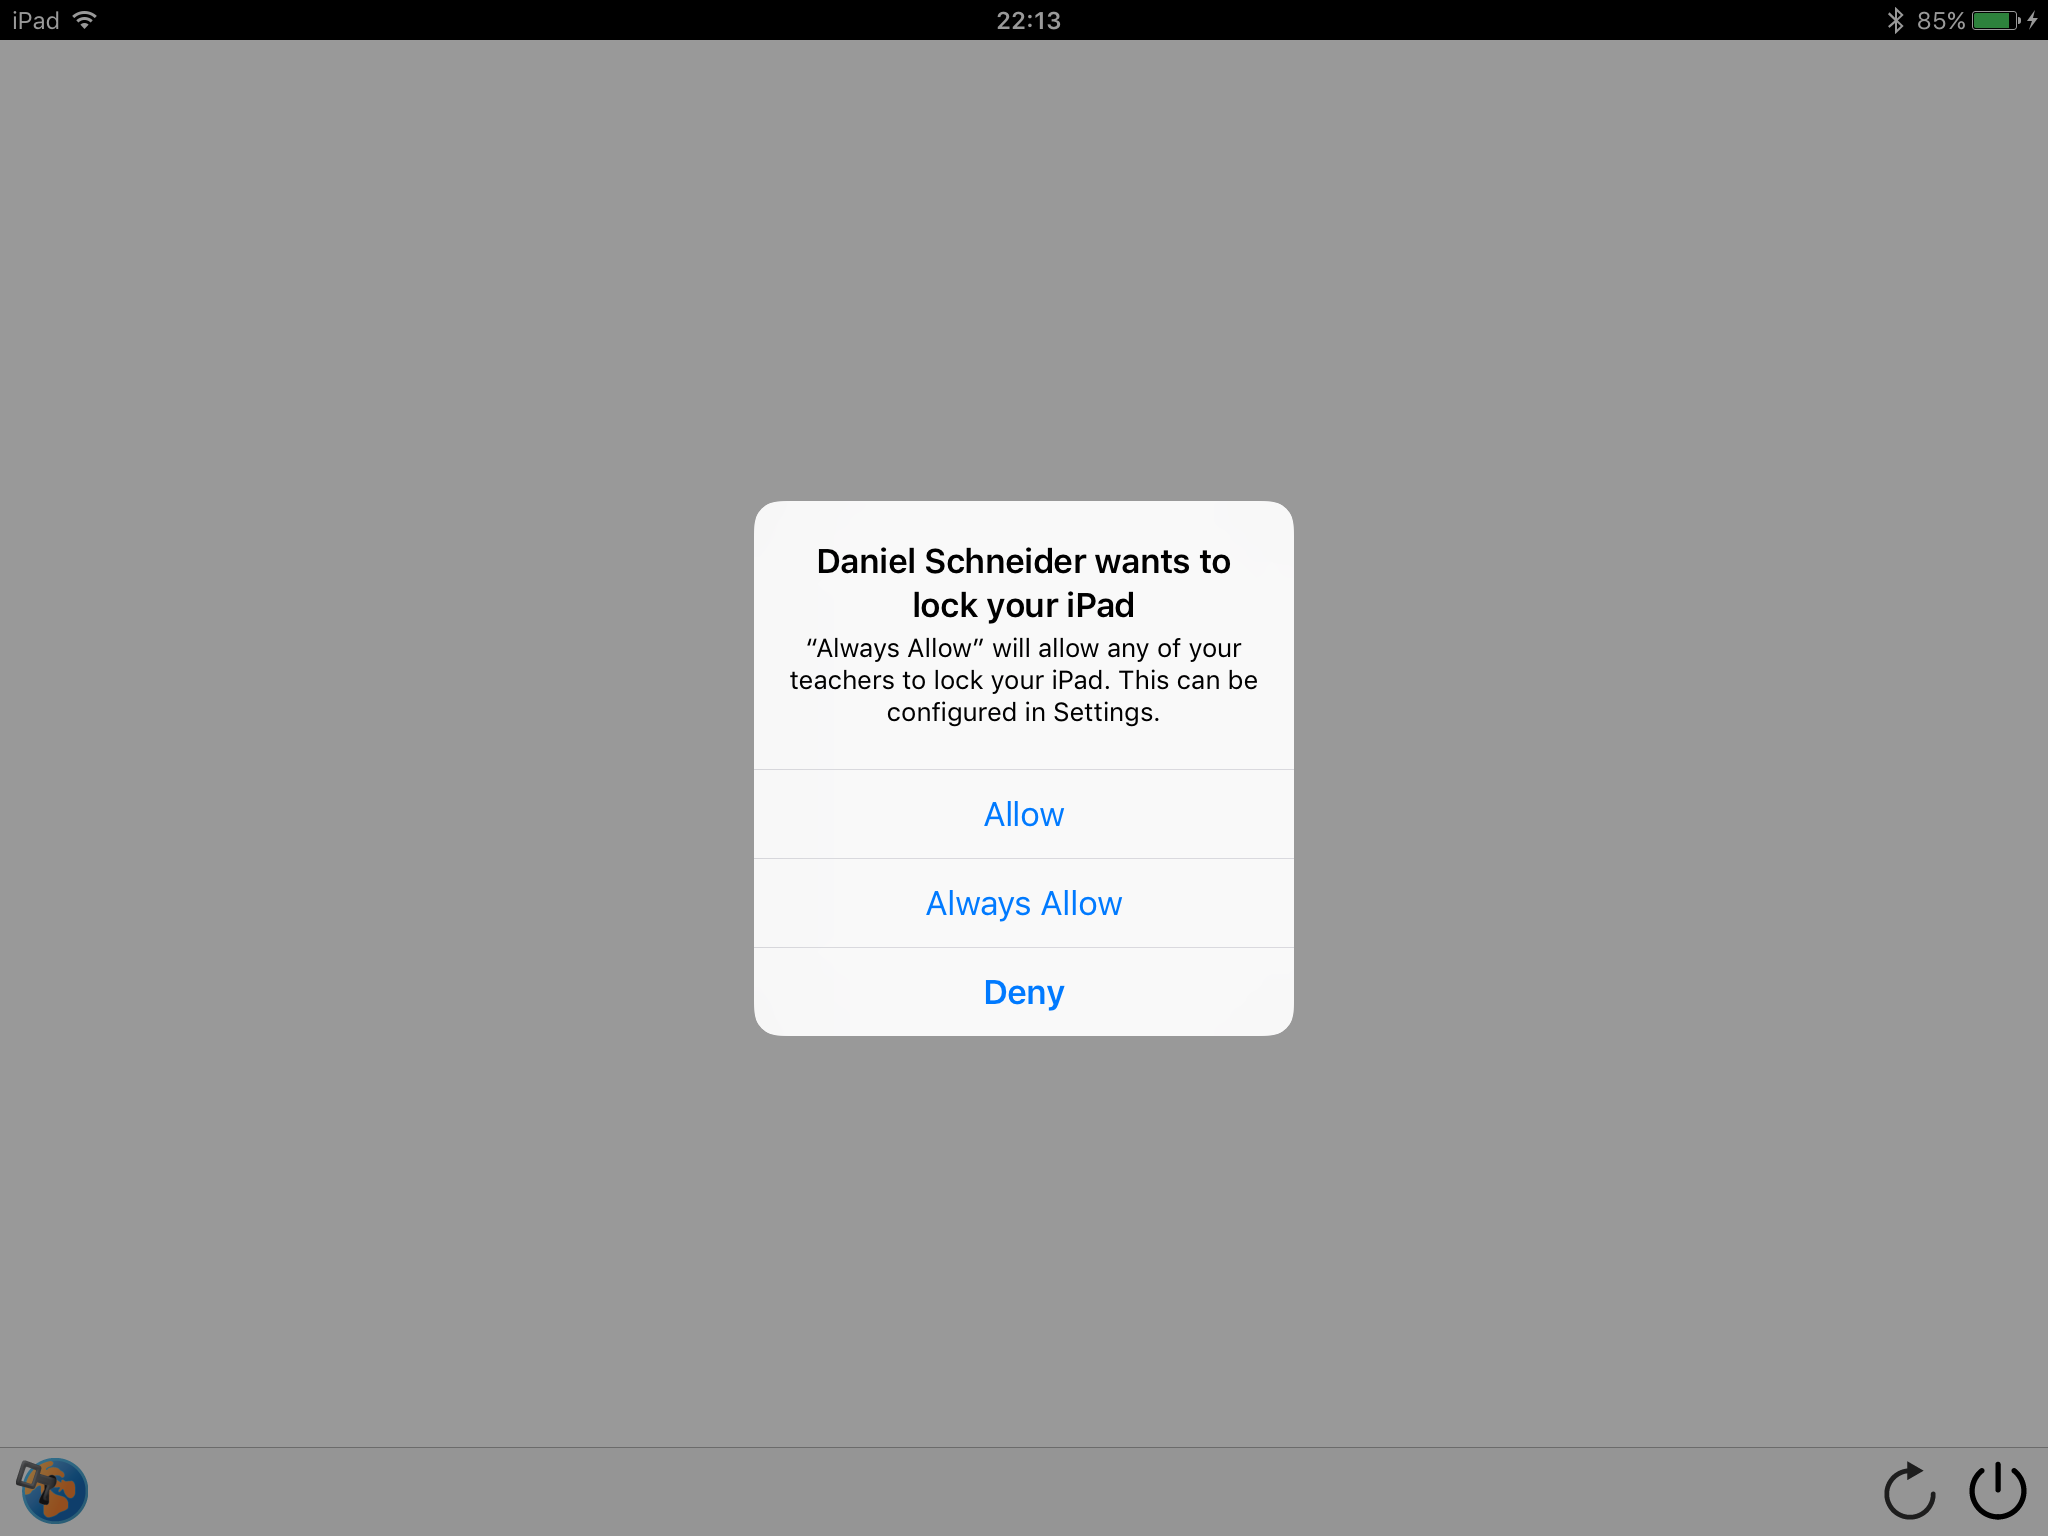 iPad 22:13 85%
Daniel Schneider wants to
lock your iPad
“Always Allow” will allow any of your
teachers to lock your iPad. This can be
configured in Settings.
Allow
Always Allow
Deny